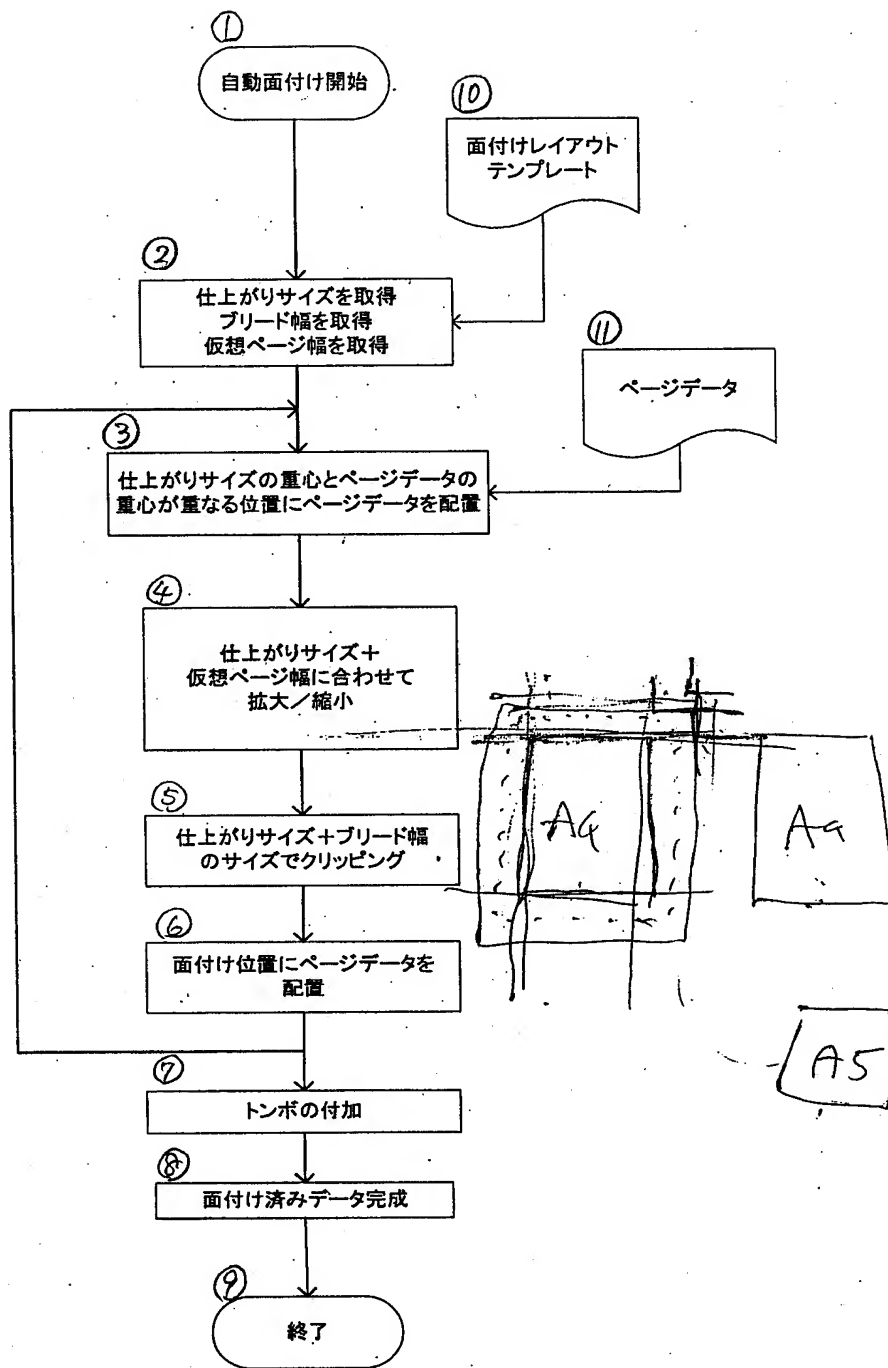 ①
自動面付け開始
⑩
面付けレイアウト
テンプレート
②
仕上がりサイズを取得
ブリード幅を取得
仮想ページ幅を取得
⑪
ページデータ
③
仕上がりサイズの重心とページデータの
重心が重なる位置にページデータを配置
④
仕上がりサイズ+
仮想ページ幅に合わせて
拡大/縮小
⑤
仕上がりサイズ+ブリード幅
のサイズでクリッピング
A4
A4
⑥
面付け位置にページデータを
配置
A5
⑦
トンボの付加
⑧
面付け済みデータ完成
⑨
終了